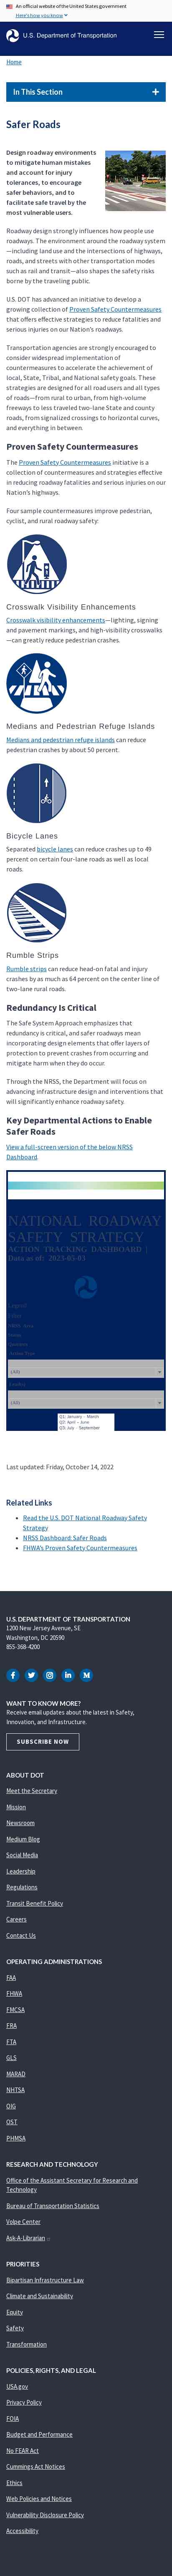 An official website of the United States government
Here's how you know
U.S. Department of Transportation
Home
In This Section
Safer Roads
Design roadway environments
to mitigate human mistakes
and account for injury
tolerances, to encourage
safer behaviors, and to
facilitate safe travel by the
most vulnerable users.
Roadway design strongly influences how people use
roadways. The environment around the roadway system
—including land use and the intersections of highways,
roads, and streets with other transportation modes
such as rail and transit—also shapes the safety risks
borne by the traveling public.
U.S. DOT has advanced an initiative to develop a
growing collection of Proven Safety Countermeasures
that offers effective strategies to reduce fatalities and
serious injuries on our Nation's roadways.
Transportation agencies are strongly encouraged to
widely implement these countermeasures to
accelerate the achievement of local, State, Tribal, and
National safety goals. These strategies are designed
for all road users and all types of roads—from rural to
urban, from high-volume freeways to less traveled
two-lane State and county roads, from signalized
crossings to horizontal curves, and everything in
between.
Proven Safety Countermeasures
The Proven Safety Countermeasures initiative is a
collection of countermeasures and strategies effective
in reducing roadway fatalities and serious injuries on
our Nation's highways.
Four sample countermeasures improve pedestrian,
cyclist, and rural roadway safety:
Crosswalk Visibility Enhancements
Crosswalk visibility enhancements—lighting, signing
and pavement markings, and high-visibility crosswalks
—can greatly reduce pedestrian crashes.
Medians and Pedestrian Refuge Islands
Medians and pedestrian refuge islands can reduce
pedestrian crashes by about 50 percent.
Bicycle Lanes
Separated bicycle lanes can reduce crashes up to 49
percent on certain four-lane roads as well as local
roads.
Rumble Strips
Rumble strips can reduce head-on fatal and injury
crashes by as much as 64 percent on the center line of
two-lane rural roads.
Redundancy Is Critical
The Safe System Approach emphasizes that
redundancy is critical, and safer roadways mean
incorporating design elements that offer layers of
protection to prevent crashes from occurring and
mitigate harm when they do occur.
Through the NRSS, the Department is focused on
advancing infrastructure design and interventions that
will significantly enhance roadway safety.
Key Departmental Actions to Enable
Safer Roads
View a full-screen version of the below NRSS
Dashboard.
NATIONAL ROADWAY
SAFETY STRATEGY
ACTION TRACKING DASHBOARD |
Data as of: 2023-03-03
(All)
(All)
Q1: January - March
Q2: April - June
Q3: July - September
Last updated: Friday, October 14, 2022
Related Links
Read the U.S. DOT National Roadway Safety
Strategy
NRSS Dashboard: Safer Roads
FHWA's Proven Safety Countermeasures
U.S. DEPARTMENT OF TRANSPORTATION
1200 New Jersey Avenue, SE
Washington, DC 20590
855-368-4200
WANT TO KNOW MORE?
Receive email updates about the latest in Safety,
Innovation, and Infrastructure.
SUBSCRIBE NOW
ABOUT DOT
Meet the Secretary
Mission
Newsroom
Medium Blog
Social Media
Leadership
Regulations
Transit Benefit Policy
Careers
Contact Us
OPERATING ADMINISTRATIONS
FAA
FHWA
FMCSA
FRA
FTA
GLS
MARAD
NHTSA
OIG
OST
PHMSA
RESEARCH AND TECHNOLOGY
Office of the Assistant Secretary for Research and
Technology
Bureau of Transportation Statistics
Volpe Center
Ask-A-Librarian
PRIORITIES
Bipartisan Infrastructure Law
Climate and Sustainability
Equity
Safety
Transformation
POLICIES, RIGHTS, AND LEGAL
USA.gov
Privacy Policy
FOIA
Budget and Performance
No FEAR Act
Cummings Act Notices
Ethics
Web Policies and Notices
Vulnerability Disclosure Policy
Accessibility